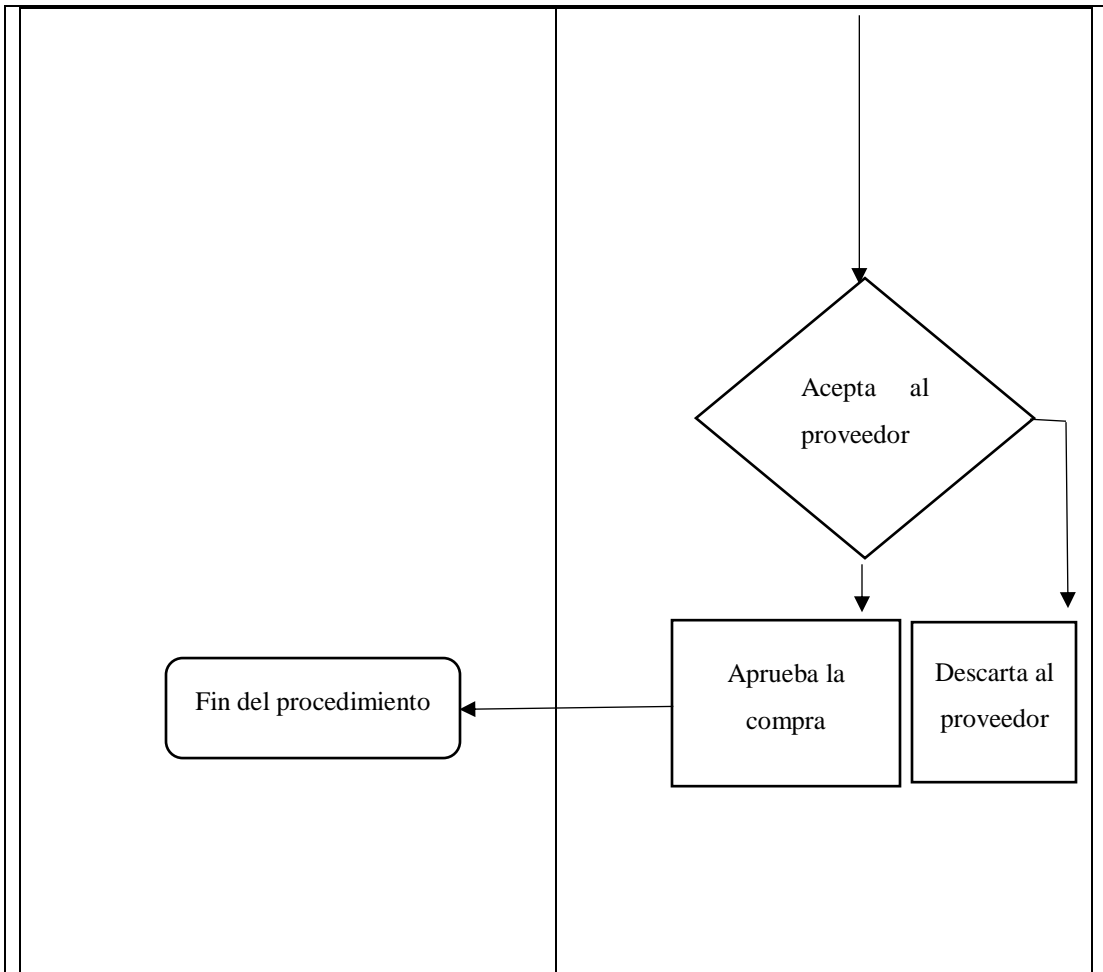 Acepta al
proveedor
Aprueba la
compra
Descarta al
proveedor
Fin del procedimiento